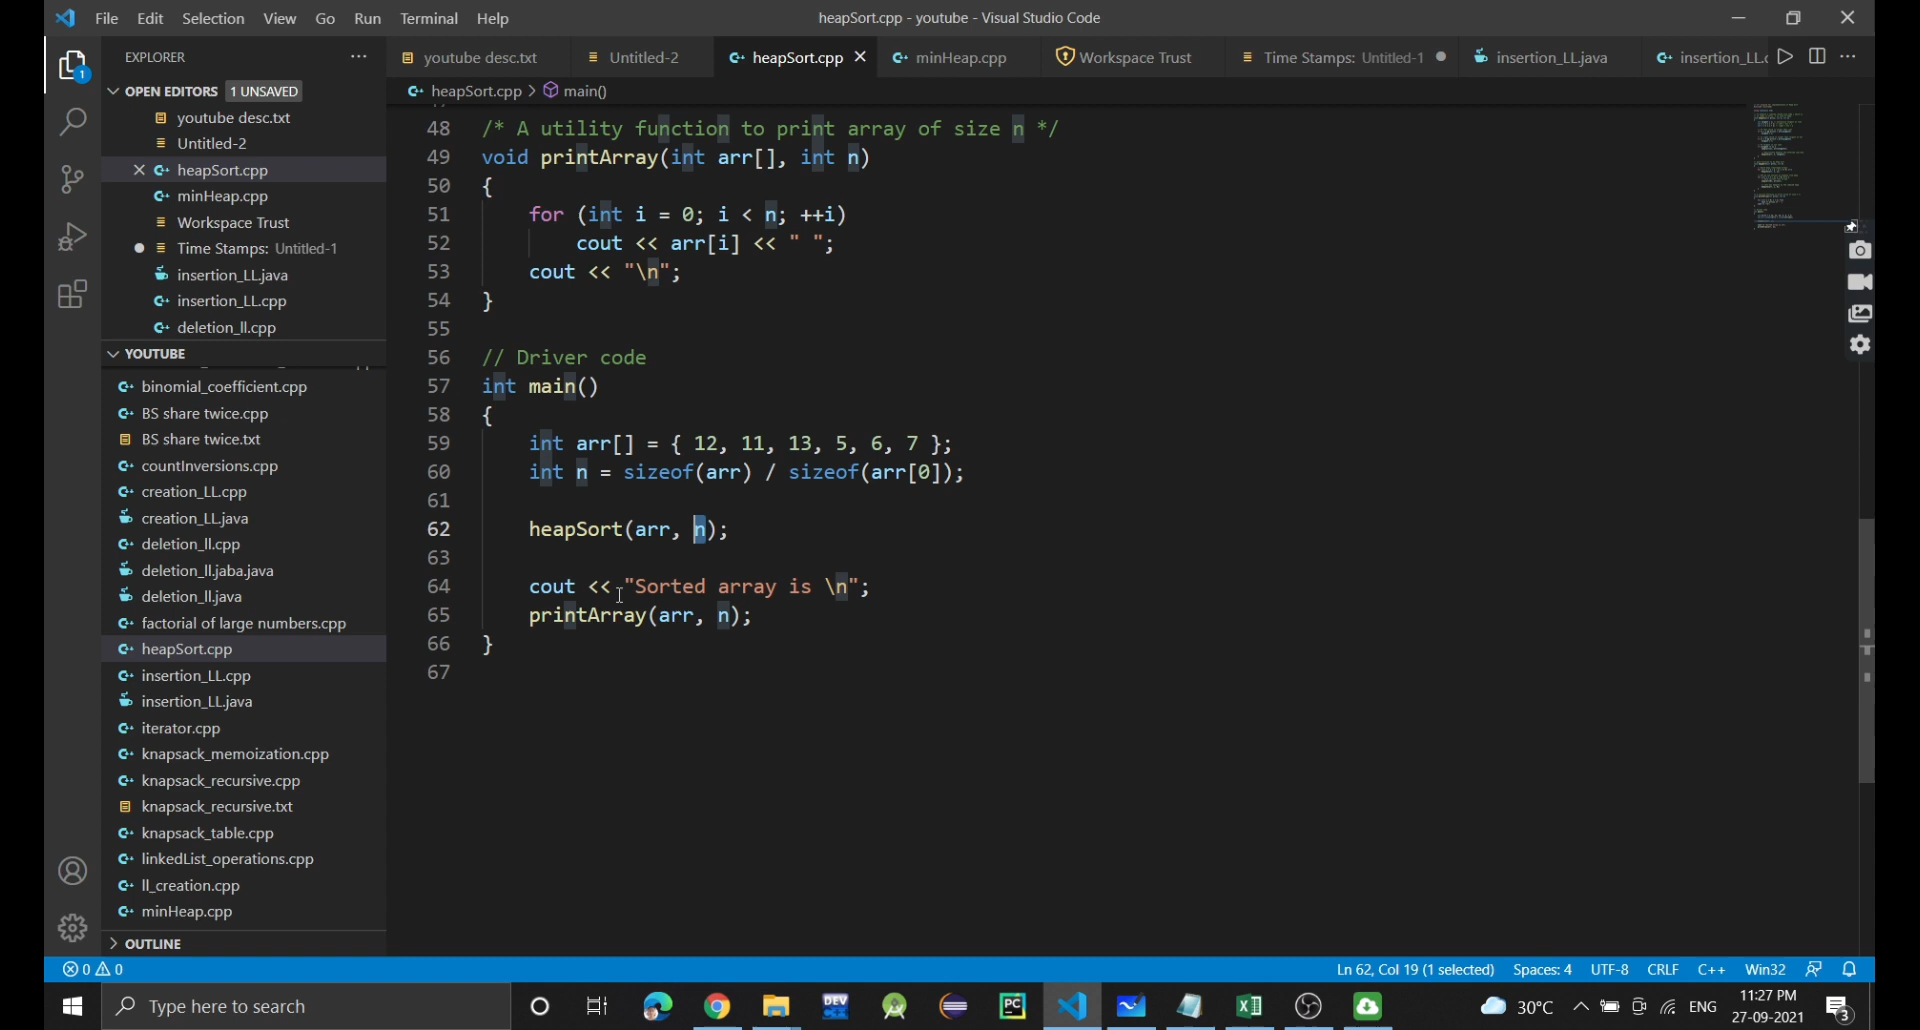 File Edit Selection View Go Run Terminal Help
heapSort.cpp - youtube - Visual Studio Code
EXPLORER
youtube desc.txt Untitled-2 heapSort.cpp minHeap.cpp Workspace Trust Time Stamps: Untitled-1 insertion_LL.java insertion_LL.c
1
OPEN EDITORS 1 UNSAVED
youtube desc.txt
Untitled-2
heapSort.cpp
minHeap.cpp
Workspace Trust
Time Stamps: Untitled-1
insertion_LL.java
insertion_LL.cpp
deletion_ll.cpp
YOUTUBE
binomial_coefficient.cpp
BS share twice.cpp
BS share twice.txt
countInversions.cpp
creation_LL.cpp
creation_LL.java
deletion_ll.cpp
deletion_ll.jaba.java
deletion_ll.java
factorial of large numbers.cpp
heapSort.cpp
insertion_LL.cpp
insertion_LL.java
iterator.cpp
knapsack_memoization.cpp
knapsack_recursive.cpp
knapsack_recursive.txt
knapsack_table.cpp
linkedList_operations.cpp
ll_creation.cpp
minHeap.cpp
OUTLINE
heapSort.cpp > main()
48 /* A utility function to print array of size n */
49 void printArray(int arr[], int n)
50 {
51 for (int i = 0; i < n; ++i)
52 cout << arr[i] << " ";
53 cout << "\n";
54 }
55
56 // Driver code
57 int main()
58 {
59 int arr[] = { 12, 11, 13, 5, 6, 7 };
60 int n = sizeof(arr) / sizeof(arr[0]);
61
62 heapSort(arr, n);
63
64 cout << "Sorted array is \n";
65 printArray(arr, n);
66 }
67
0 0
Ln 62, Col 19 (1 selected) Spaces: 4 UTF-8 CRLF C++ Win32
Type here to search
DEV
PC
30°C
ENG
11:27 PM
27-09-2021
3